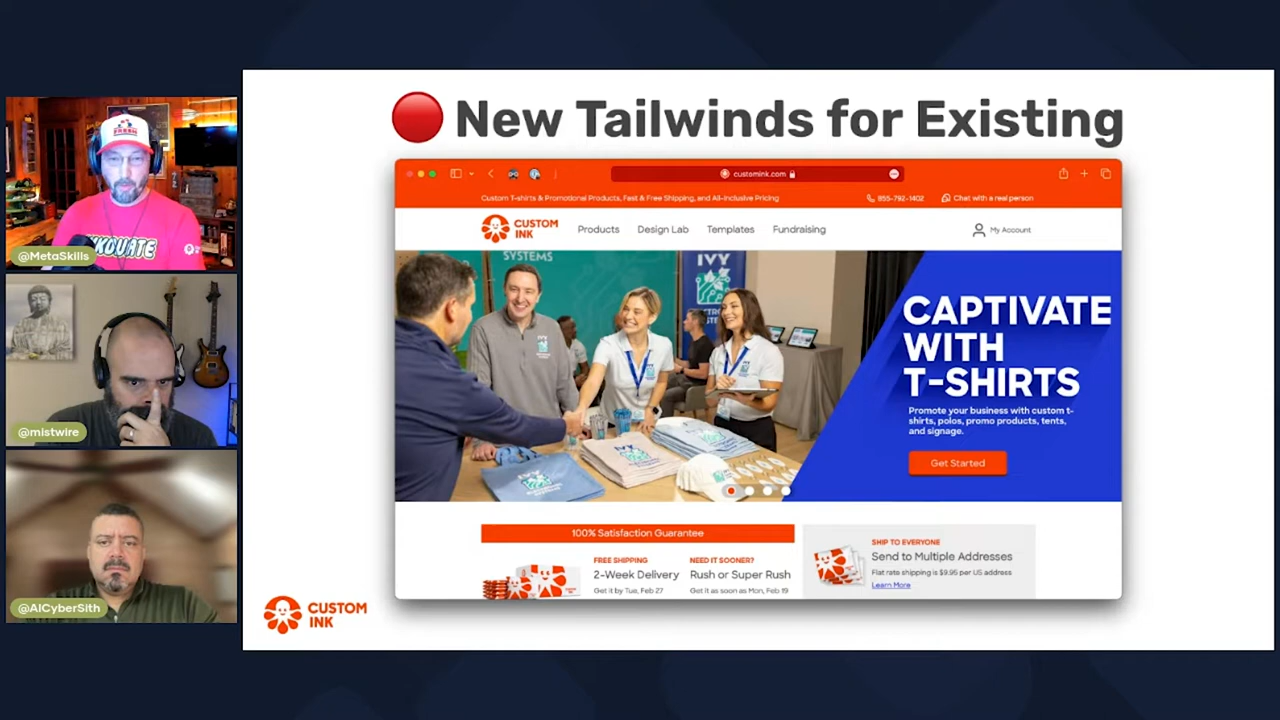 New Tailwinds for Existing
customink.com
Custom T-shirts & Promotional Products, Fast & Free Shipping, and All-inclusive Pricing
855-792-1402
Chat with a real person
CUSTOM
INK
Products
Design Lab
Templates
Fundraising
My Account
SYSTEMS
IVY
CAPTIVATE
WITH
T-SHIRTS
Promote your business with custom t-
shirts, polos, promo products, tents,
and signage.
Get Started
100% Satisfaction Guarantee
FREE SHIPPING
2-Week Delivery
Get it by Tue, Feb 27
NEED IT SOONER?
Rush or Super Rush
Get it as soon as Mon, Feb 19
SHIP TO EVERYONE
Send to Multiple Addresses
Flat rate shipping is $9.95 per US address
Learn More
CUSTOM
INK
FRESH
@MetaSkills
@mistwire
@AICyberSith